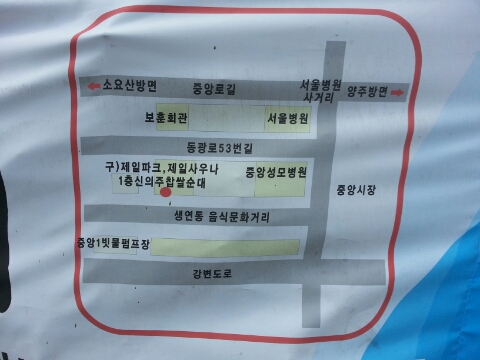 소요산방면
중앙로길
서울병원
사거리
양주방면
보훈회관
서울병원
동광로53번길
구)제일파크,제일사우나
1층신의주찹쌀순대
중앙성모병원
중앙시장
생연동 음식문화거리
중앙1빗물펌프장
강변도로